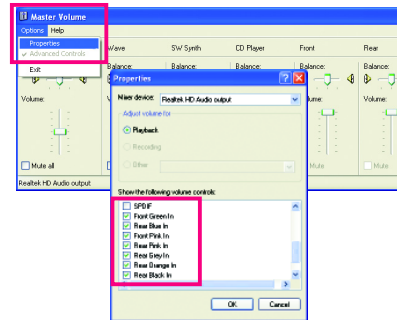 Master Volume
Options Help
Properties
Advanced Controls
Exit
Wave SW Synth CD Player Front Rear
Balance: Balance: Balance: Balance: Balance:
Volume: Volume:
Mute all Mute Mute
Realtek HD Audio output
Properties
Mixer device: Realtek HD Audio output
Adjust volume for
Playback
Recording
Other
Show the following volume controls:
SPDIF
Front Green In
Rear Blue In
Front Pink In
Rear Pink In
Rear Grey In
Rear Orange In
Rear Black In
OK Cancel